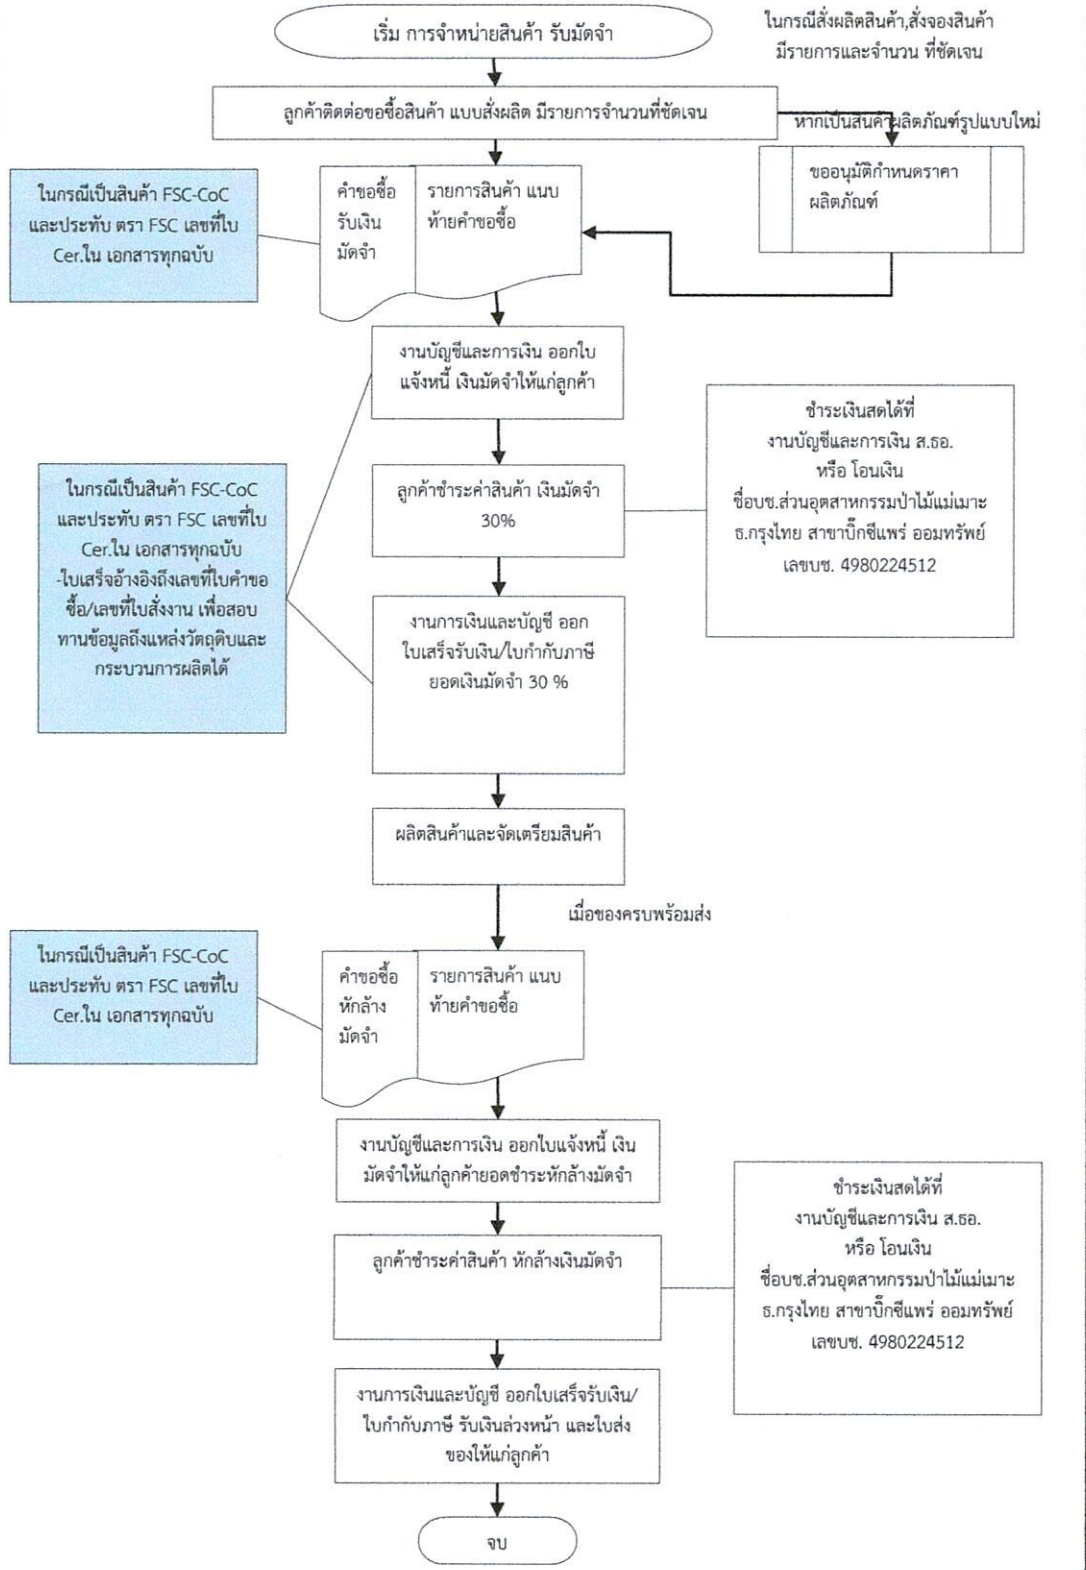 เริ่ม การจำหน่ายสินค้า รับมัดจำ
ในกรณีสั่งผลิตสินค้า,สั่งจองสินค้า
มีรายการและจำนวน ที่ชัดเจน
ลูกค้าติดต่อขอซื้อสินค้า แบบสั่งผลิต มีรายการจำนวนที่ชัดเจน
หากเป็นสินค้าผลิตภัณฑ์รูปแบบใหม่
ขออนุมัติกำหนดราคา
ผลิตภัณฑ์
ในกรณีเป็นสินค้า FSC-CoC
และประทับ ตรา FSC เลขที่ใบ
Cer.ใน เอกสารทุกฉบับ
คำขอซื้อ
รับเงิน
มัดจำ
รายการสินค้า แนบ
ท้ายคำขอซื้อ
งานบัญชีและการเงิน ออกใบ
แจ้งหนี้ เงินมัดจำให้แก่ลูกค้า
ลูกค้าชำระค่าสินค้า เงินมัดจำ
30%
ชำระเงินสดได้ที่
งานบัญชีและการเงิน ส.ธอ.
หรือ โอนเงิน
ชื่อบช.ส่วนอุตสาหกรรมป่าไม้แม่เมาะ
ธ.กรุงไทย สาขาบิ๊กซีแพร่ ออมทรัพย์
เลขบช. 4980224512
ในกรณีเป็นสินค้า FSC-CoC
และประทับ ตรา FSC เลขที่ใบ
Cer.ใน เอกสารทุกฉบับ
-ใบเสร็จอ้างอิงถึงเลขที่ใบคำขอ
ซื้อ/เลขที่ใบสั่งงาน เพื่อสอบ
ทานข้อมูลถึงแหล่งวัตถุดิบและ
กระบวนการผลิตได้
งานการเงินและบัญชี ออก
ใบเสร็จรับเงิน/ใบกำกับภาษี
ยอดเงินมัดจำ 30 %
ผลิตสินค้าและจัดเตรียมสินค้า
เมื่อของครบพร้อมส่ง
ในกรณีเป็นสินค้า FSC-CoC
และประทับ ตรา FSC เลขที่ใบ
Cer.ใน เอกสารทุกฉบับ
คำขอซื้อ
หักล้าง
มัดจำ
รายการสินค้า แนบ
ท้ายคำขอซื้อ
งานบัญชีและการเงิน ออกใบแจ้งหนี้ เงิน
มัดจำให้แก่ลูกค้ายอดชำระหักล้างมัดจำ
ลูกค้าชำระค่าสินค้า หักล้างเงินมัดจำ
ชำระเงินสดได้ที่
งานบัญชีและการเงิน ส.ธอ.
หรือ โอนเงิน
ชื่อบช.ส่วนอุตสาหกรรมป่าไม้แม่เมาะ
ธ.กรุงไทย สาขาบิ๊กซีแพร่ ออมทรัพย์
เลขบช. 4980224512
งานการเงินและบัญชี ออกใบเสร็จรับเงิน/
ใบกำกับภาษี รับเงินล่วงหน้า และใบส่ง
ของให้แก่ลูกค้า
จบ